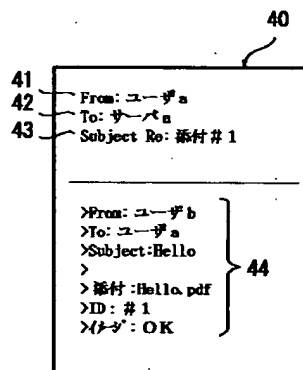 40
41
From: ユーザa
42
To: サーバa
43
Subject Re: 添付#1
>From: ユーザb
>To: ユーザa
>Subject:Hello
>
44
>添付:Hello.pdf
>ID: #1
>イメージ: OK